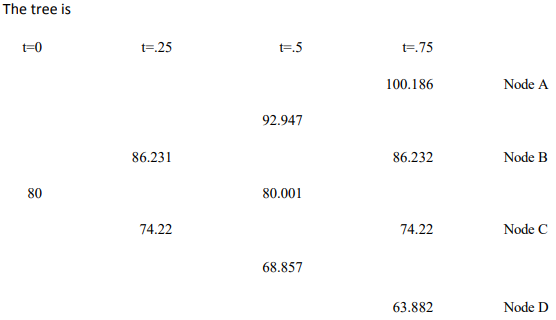 The tree is
t=0 t=.25 t=.5 t=.75
100.186 Node A
92.947
86.231 86.232 Node B
80 80.001
74.22 74.22 Node C
68.857
63.882 Node D